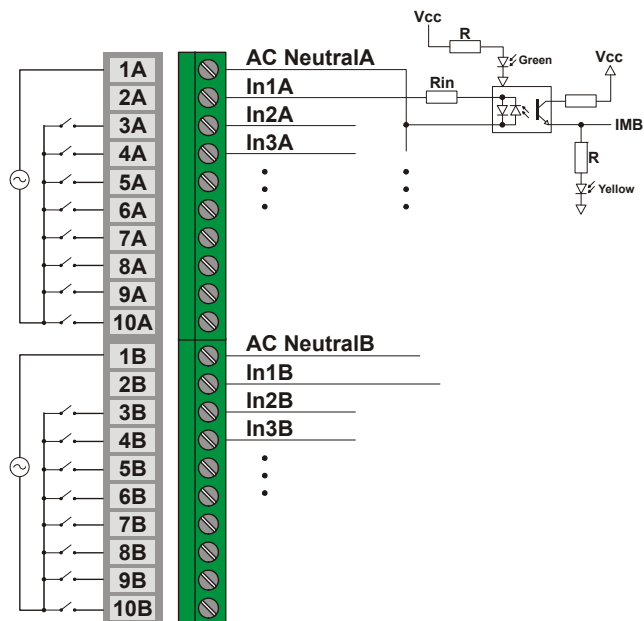 Vcc
R
Green
Vcc
1A AC NeutralA
2A In1A Rin
3A In2A IMB
4A In3A
R
5A
Yellow
6A
7A
8A
9A
10A
1B AC NeutralB
2B In1B
3B In2B
4B In3B
5B
6B
7B
8B
9B
10B